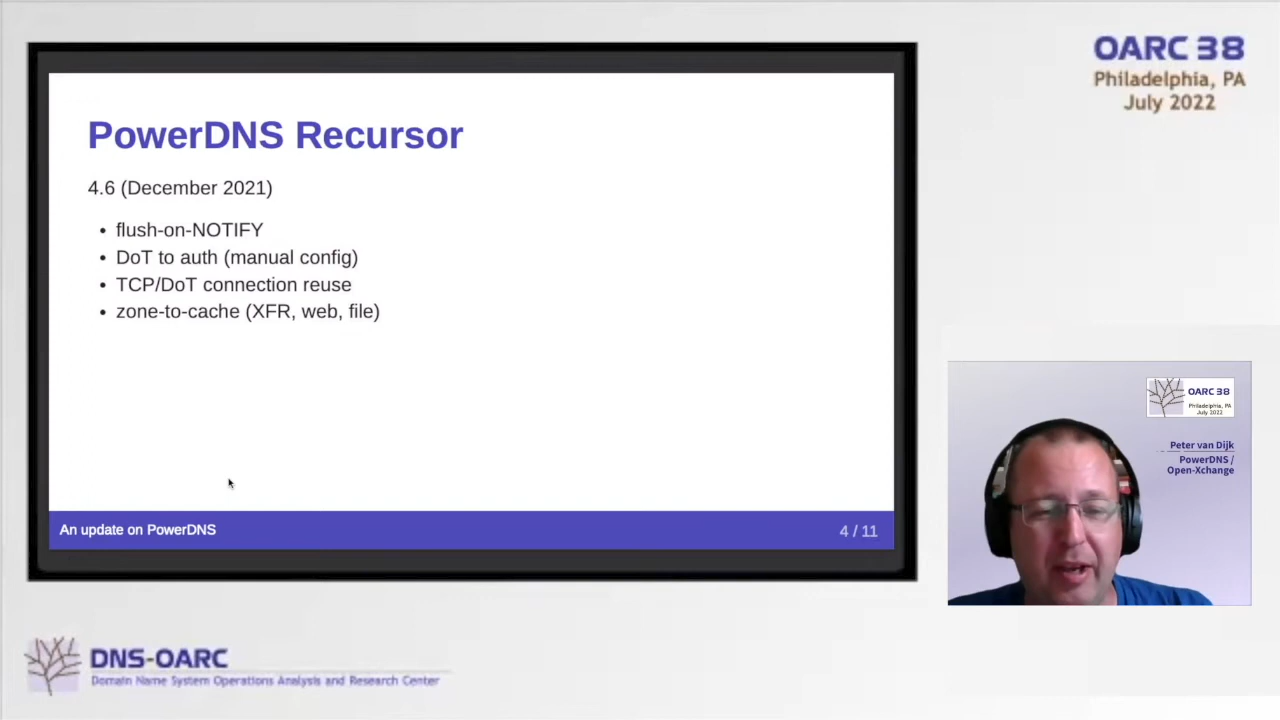 OARC 38
Philadelphia, PA
July 2022
PowerDNS Recursor
4.6 (December 2021)
• flush-on-NOTIFY
• DoT to auth (manual config)
• TCP/DoT connection reuse
• zone-to-cache (XFR, web, file)
An update on PowerDNS
4 / 11
OARC 38
Philadelphia, PA
July 2022
Peter van Dijk
PowerDNS /
Open-Xchange
DNS-OARC
Domain Name System Operations Analysis and Research Center